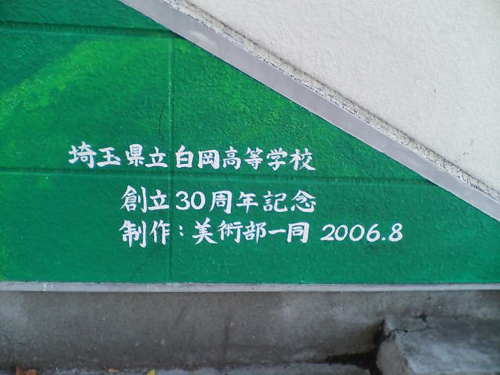 埼玉県立白岡高等学校
創立30周年記念
制作：美術部一同 2006.8